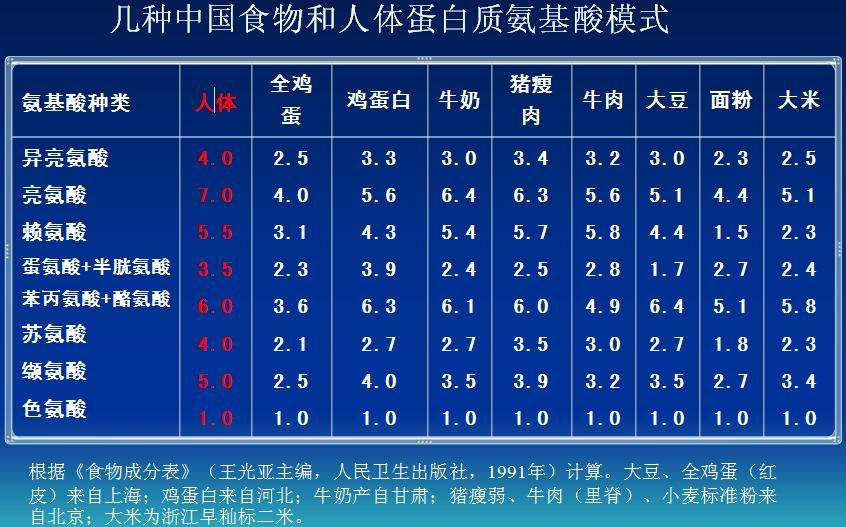 几种中国食物和人体蛋白质氨基酸模式
氨基酸种类 人体 全鸡蛋 鸡蛋白 牛奶 猪瘦肉 牛肉 大豆 面粉 大米
异亮氨酸 4.0 2.5 3.3 3.0 3.4 3.2 3.0 2.3 2.5
亮氨酸 7.0 4.0 5.6 6.4 6.3 5.6 5.1 4.4 5.1
赖氨酸 5.5 3.1 4.3 5.4 5.7 5.8 4.4 1.5 2.3
蛋氨酸+半胱氨酸 3.5 2.3 3.9 2.4 2.5 2.8 1.7 2.7 2.4
苯丙氨酸+酪氨酸 6.0 3.6 6.3 6.1 6.0 4.9 6.4 5.1 5.8
苏氨酸 4.0 2.1 2.7 2.7 3.5 3.0 2.7 1.8 2.3
缬氨酸 5.0 2.5 4.0 3.5 3.9 3.2 3.5 2.7 3.4
色氨酸 1.0 1.0 1.0 1.0 1.0 1.0 1.0 1.0 1.0
根据《食物成分表》（王光亚主编，人民卫生出版社，1991年）计算。大豆、全鸡蛋（红
皮）来自上海；鸡蛋白来自河北；牛奶产自甘肃；猪瘦弱、牛肉（里脊）、小麦标准粉来
自北京；大米为浙江早籼标二米。